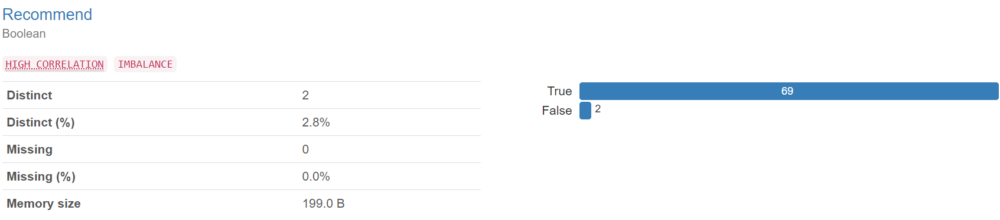 Recommend
Boolean
HIGH CORRELATION IMBALANCE
Distinct 2
Distinct (%) 2.8%
Missing 0
Missing (%) 0.0%
Memory size 199.0 B
True 69
False 2